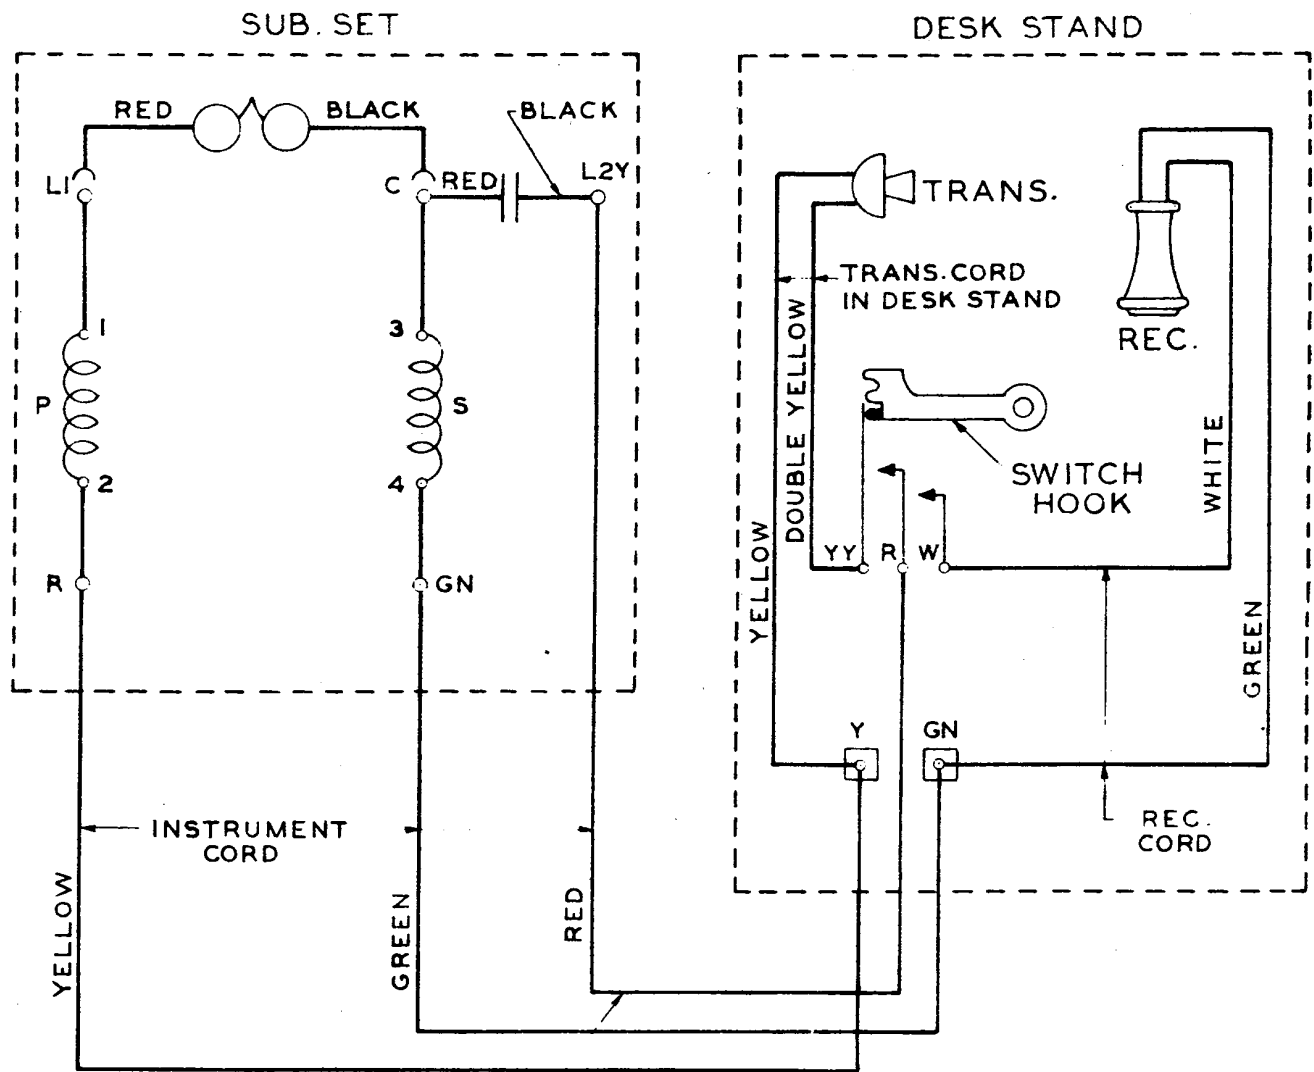 SUB. SET
DESK STAND
RED
BLACK
BLACK
L1
C
RED
L2Y
TRANS.
TRANS. CORD
IN DESK STAND
REC.
1
3
P
S
2
4
SWITCH
HOOK
DOUBLE YELLOW
WHITE
YELLOW
YY
R
W
R
GN
GREEN
Y
GN
INSTRUMENT
CORD
REC.
CORD
YELLOW
GREEN
RED